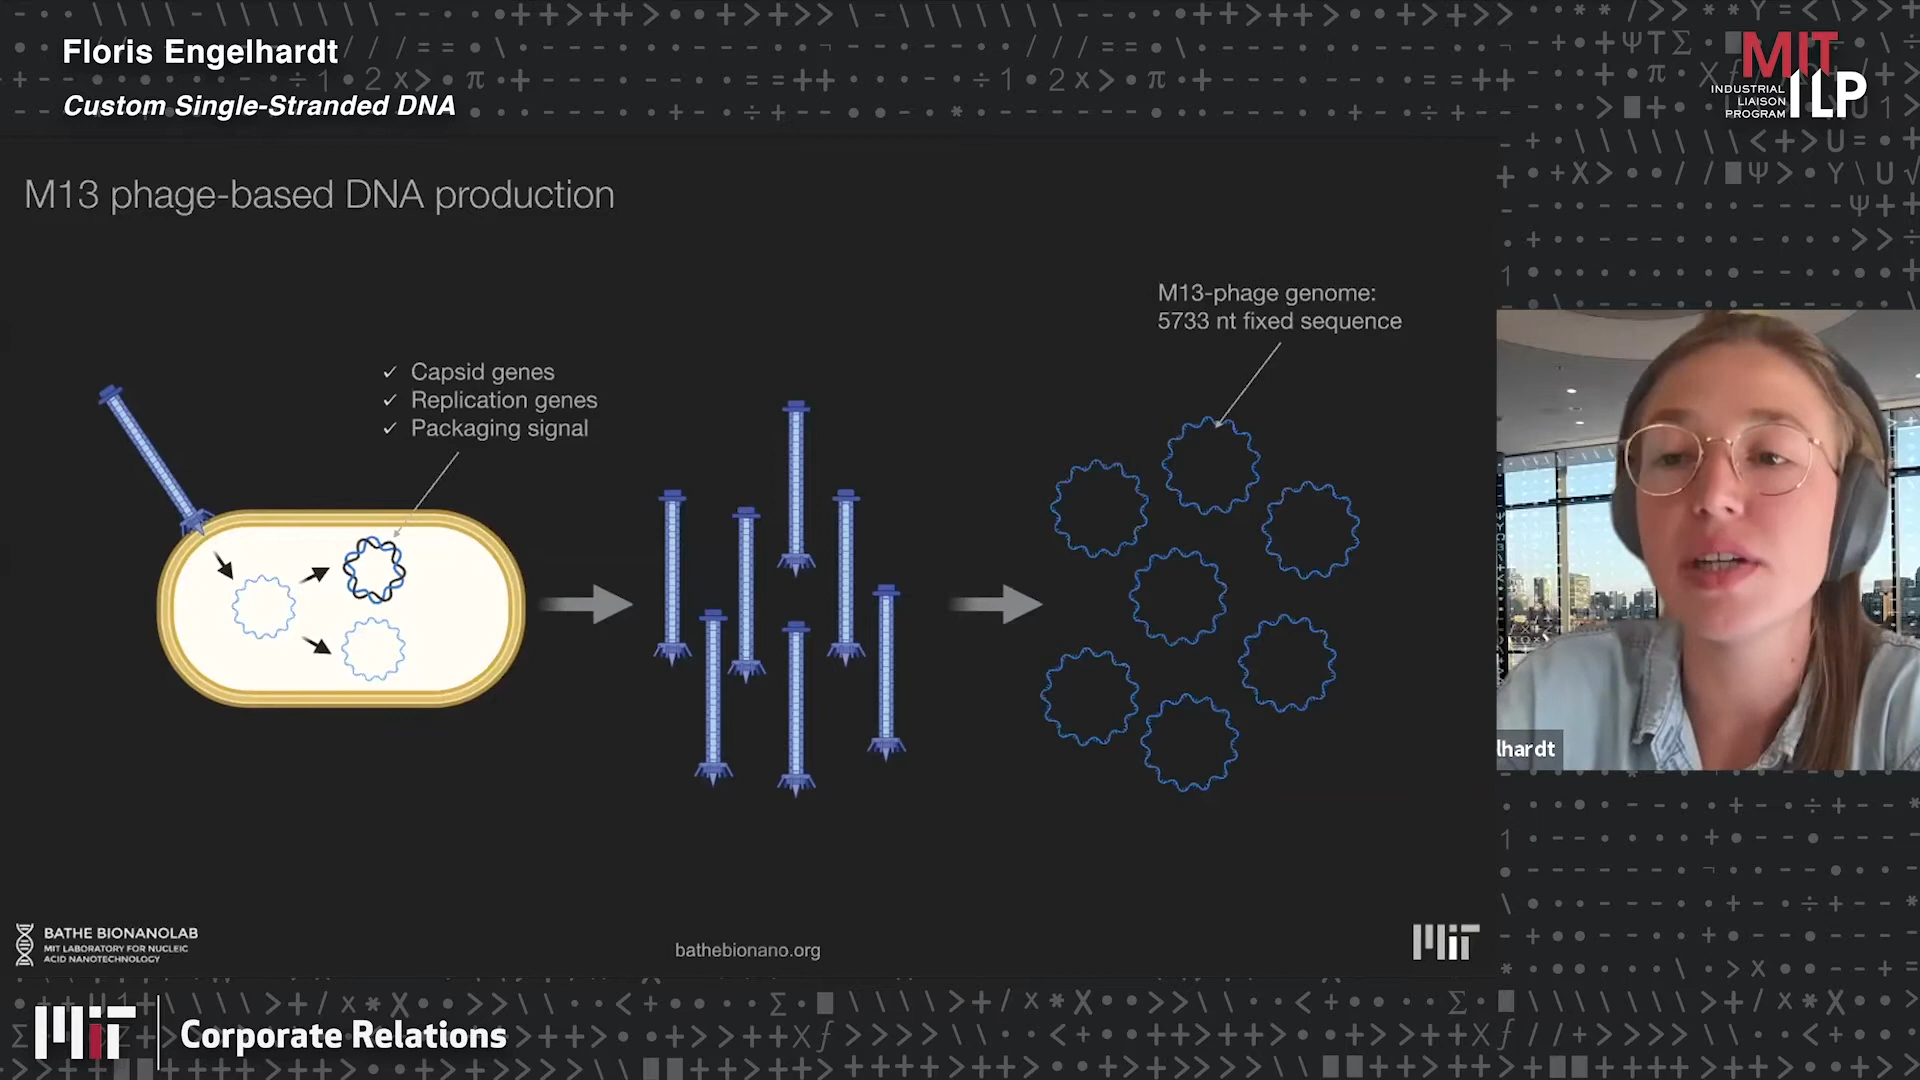 Floris Engelhardt
Custom Single-Stranded DNA
MIT
INDUSTRIAL
LIAISON
PROGRAM
ILP
M13 phage-based DNA production
M13-phage genome:
5733 nt fixed sequence
✓ Capsid genes
✓ Replication genes
✓ Packaging signal
lhardt
BATHE BIONANOLAB
MIT LABORATORY FOR NUCLEIC
ACID NANOTECHNOLOGY
bathebionano.org
MIT
MIT
Corporate Relations